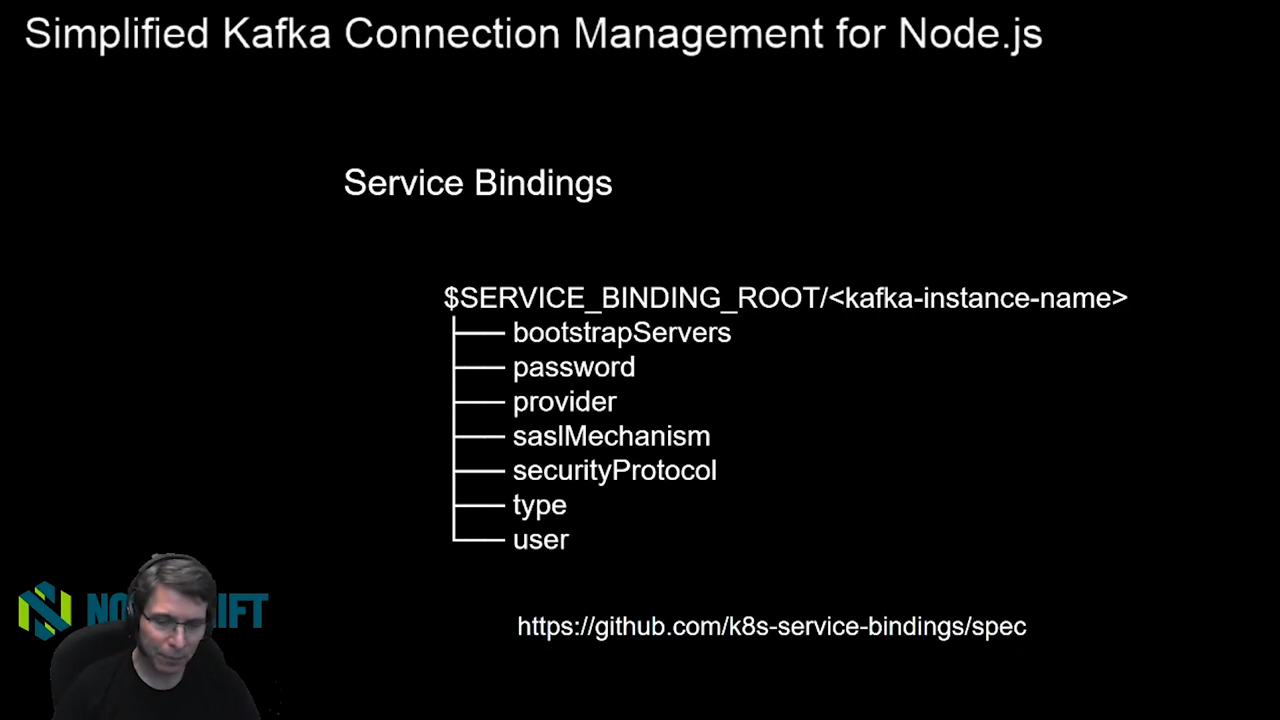 Simplified Kafka Connection Management for Node.js
Service Bindings
$SERVICE_BINDING_ROOT/<kafka-instance-name>
bootstrapServers
password
provider
saslMechanism
securityProtocol
type
user
https://github.com/k8s-service-bindings/spec